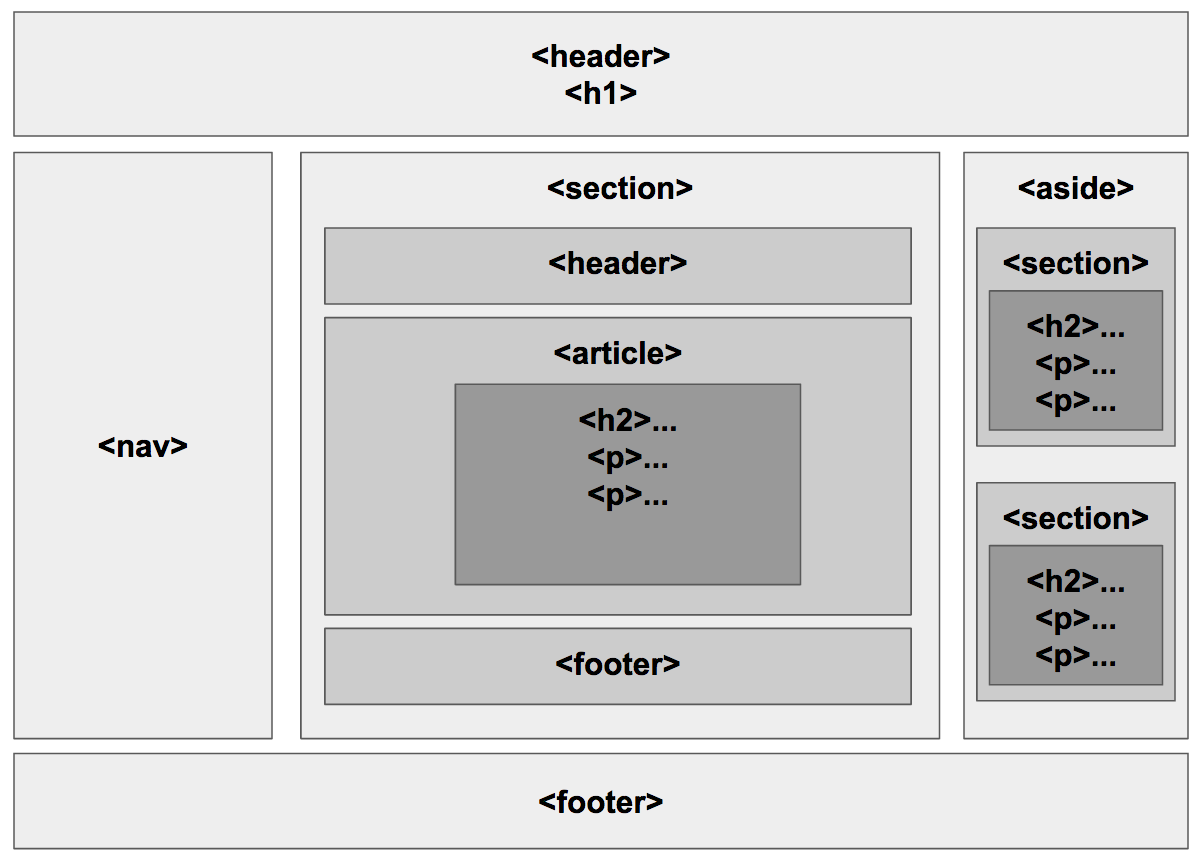 <header>
<h1>
<nav>
<section>
<header>
<article>
<h2>...
<p>...
<p>...
<footer>
<aside>
<section>
<h2>...
<p>...
<p>...
<section>
<h2>...
<p>...
<p>...
<footer>